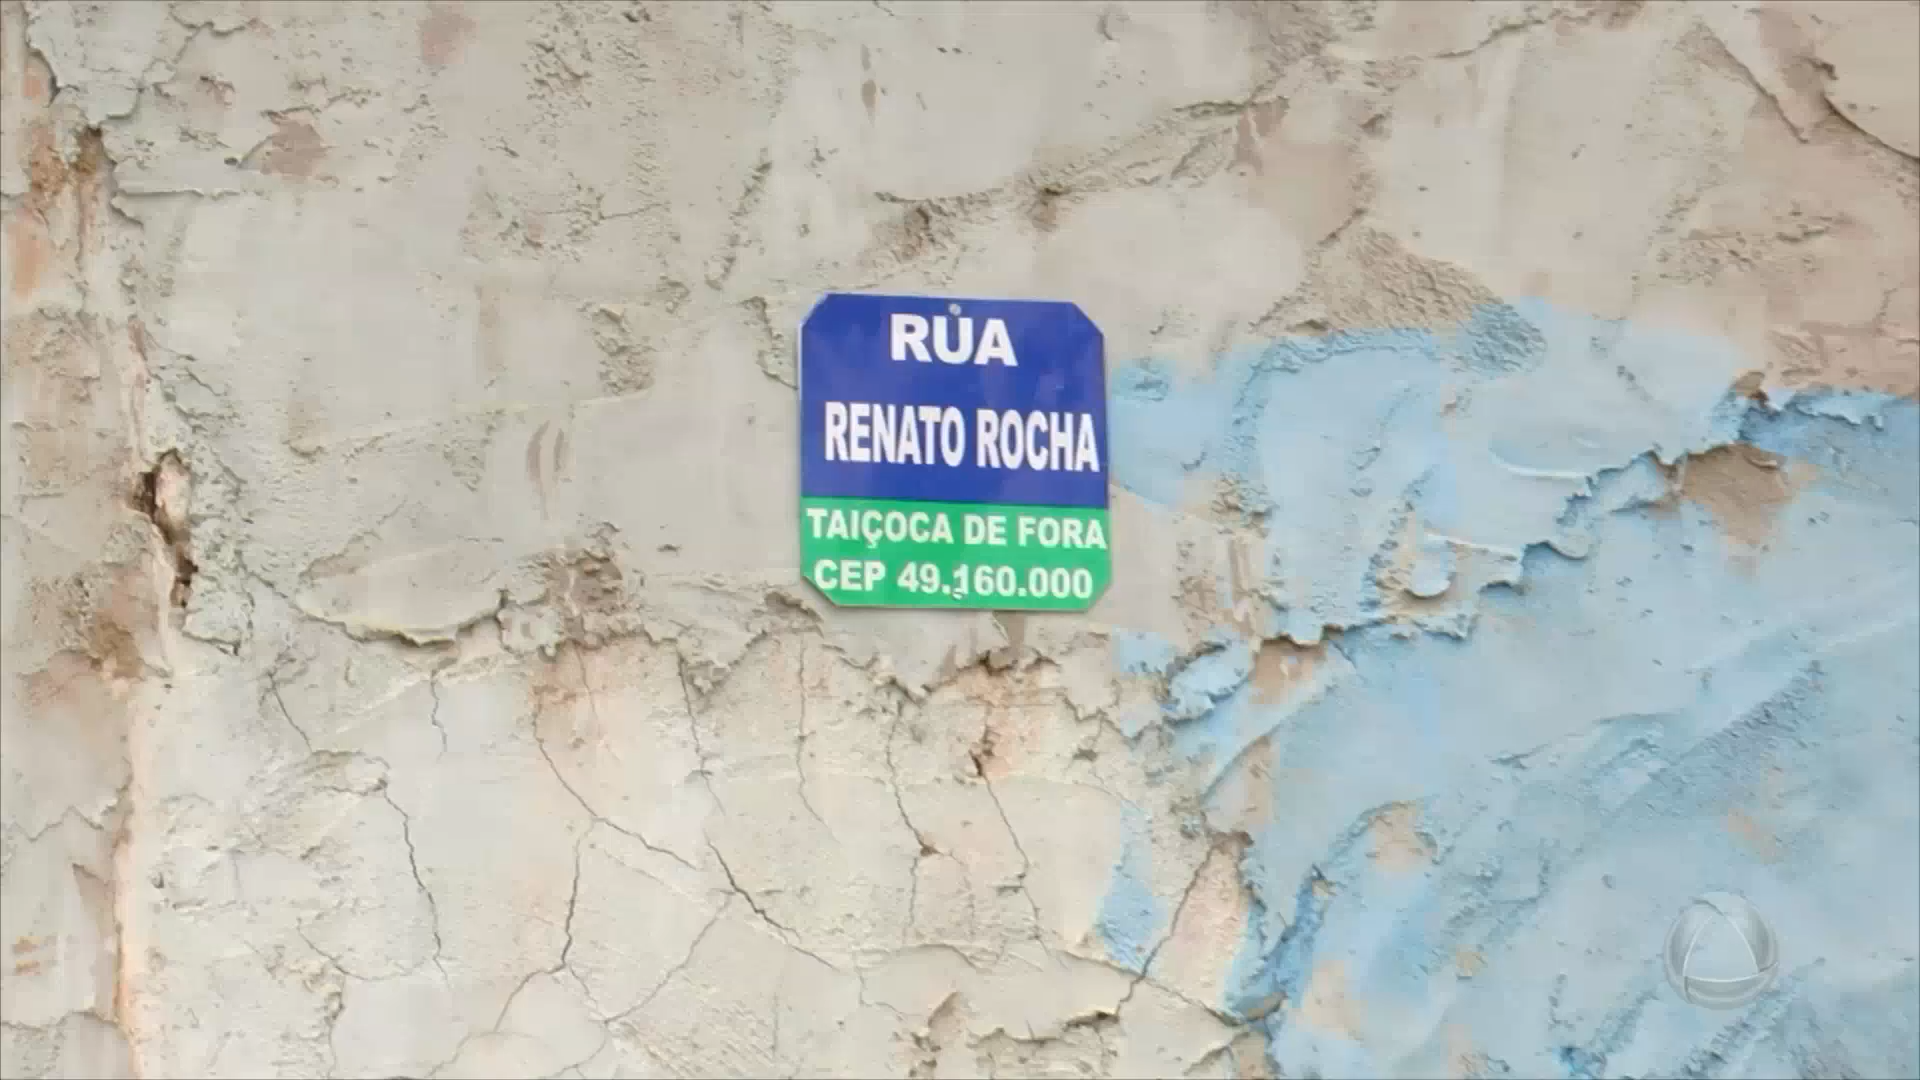 RUA
RENATO ROCHA
TAIÇOCA DE FORA
CEP 49.160.000